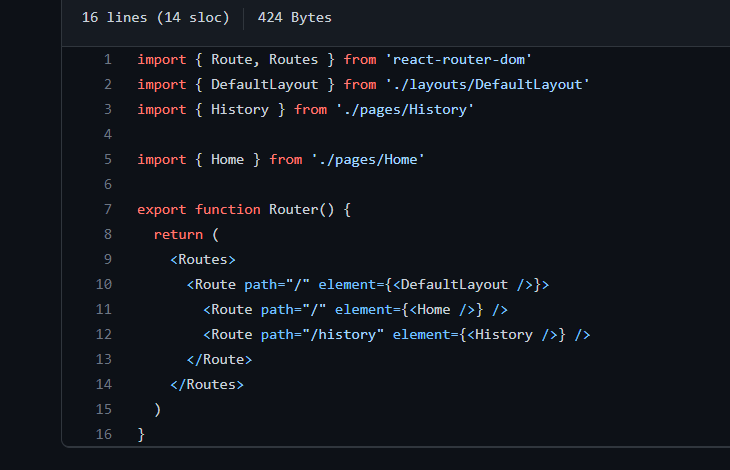 16 lines (14 sloc) 424 Bytes
1 import { Route, Routes } from 'react-router-dom'
2 import { DefaultLayout } from './layouts/DefaultLayout'
3 import { History } from './pages/History'
4
5 import { Home } from './pages/Home'
6
7 export function Router() {
8   return (
9     <Routes>
10       <Route path="/" element={<DefaultLayout />}>
11         <Route path="/" element={<Home />} />
12         <Route path="/history" element={<History />} />
13       </Route>
14     </Routes>
15   )
16 }